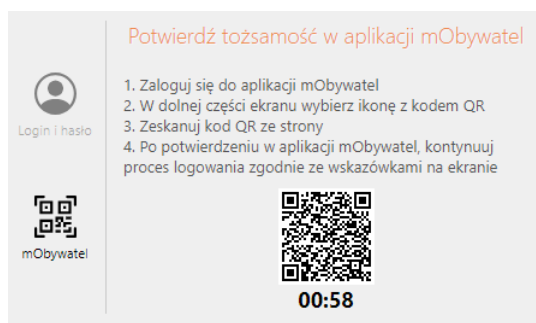 Potwierdź tożsamość w aplikacji mObywatel
Login i hasło
mObywatel
1. Zaloguj się do aplikacji mObywatel
2. W dolnej części ekranu wybierz ikonę z kodem QR
3. Zeskanuj kod QR ze strony
4. Po potwierdzeniu w aplikacji mObywatel, kontynuuj
proces logowania zgodnie ze wskazówkami na ekranie
00:58